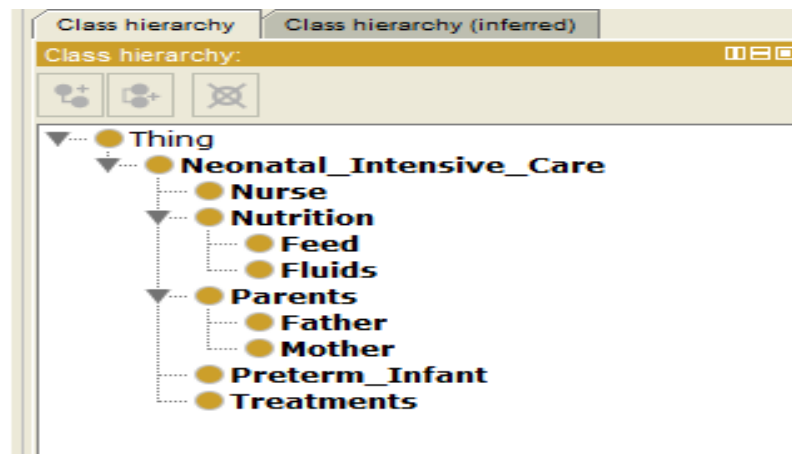 Class hierarchy Class hierarchy (inferred)
Class hierarchy:
Thing
Neonatal_Intensive_Care
Nurse
Nutrition
Feed
Fluids
Parents
Father
Mother
Preterm_Infant
Treatments